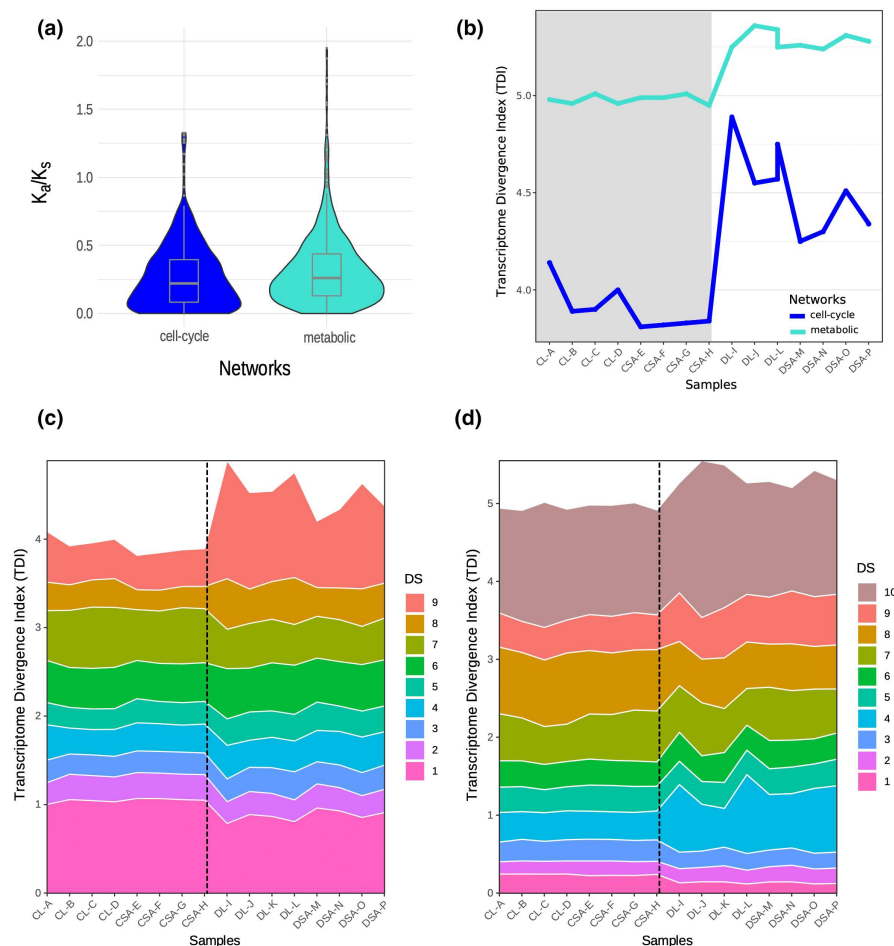 (a)
2.0
1.5
1.0
0.5
0.0
Ka/Ks
cell-cycle
metabolic
Networks
(b)
Transcriptome Divergence Index (TDI)
5.0
4.5
4.0
Networks
cell-cycle
metabolic
CL-A
CL-B
CL-C
CL-D
CSA-E
CSA-F
CSA-G
CSA-H
DL-I
DL-J
DL-L
DSA-M
DSA-N
DSA-O
DSA-P
Samples
(c)
Transcriptome Divergence Index (TDI)
4
3
2
1
0
CL-A
CL-B
CL-C
CL-D
CSA-E
CSA-F
CSA-G
CSA-H
DL-I
DL-J
DL-K
DL-L
DSA-M
DSA-N
DSA-O
DSA-P
Samples
DS
9
8
7
6
5
4
3
2
1
(d)
Transcriptome Divergence Index (TDI)
5
4
3
2
1
0
CL-A
CL-B
CL-C
CL-D
CSA-E
CSA-F
CSA-G
CSA-H
DL-I
DL-J
DL-K
DL-L
DSA-M
DSA-N
DSA-O
DSA-P
Samples
DS
10
9
8
7
6
5
4
3
2
1